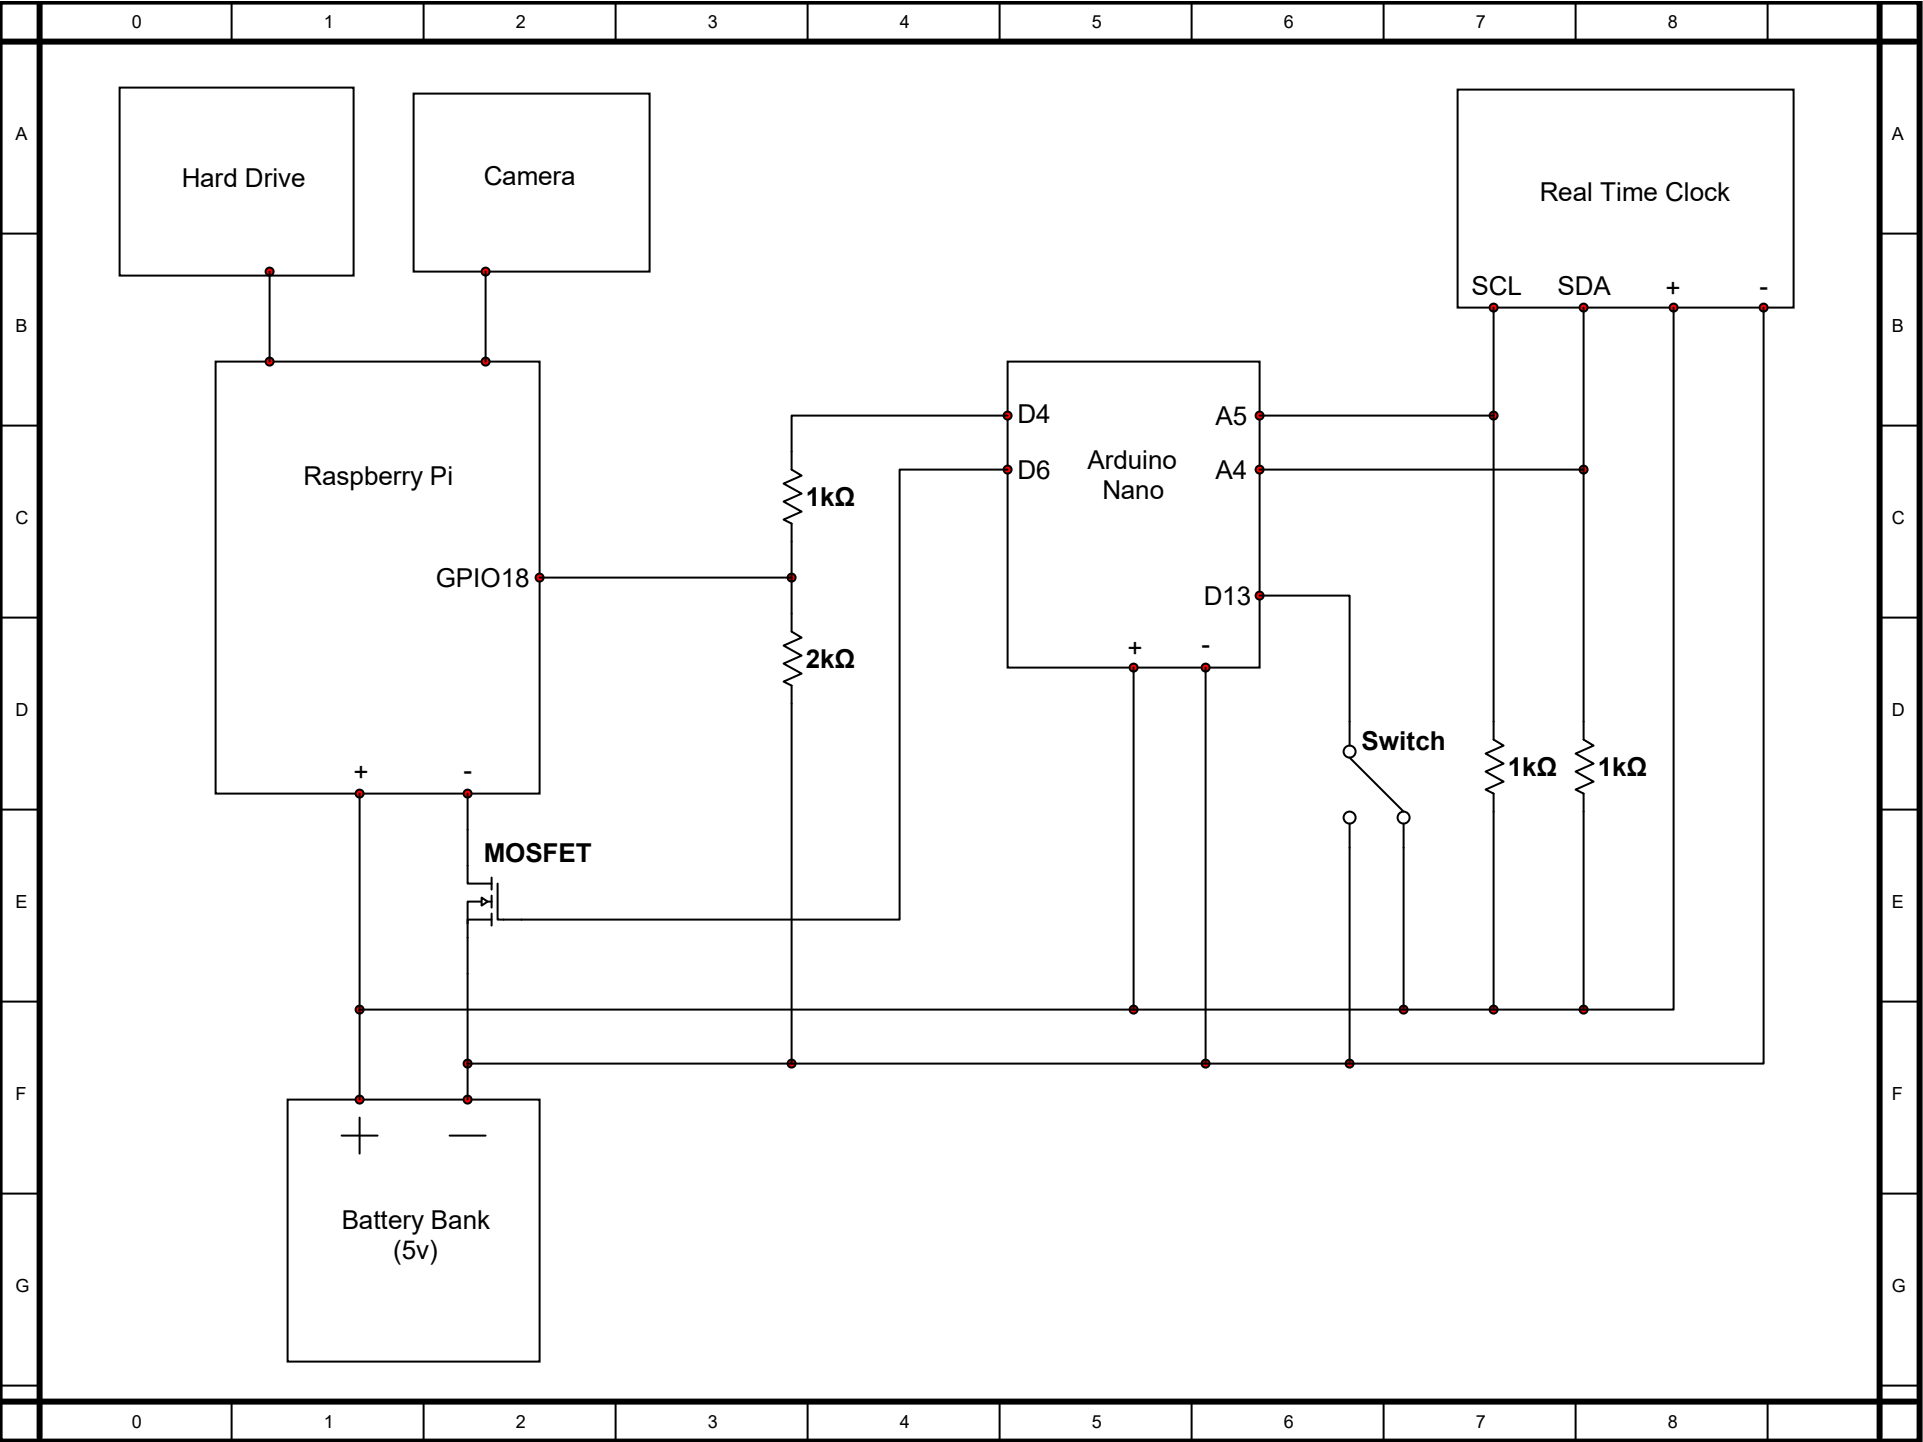 0 1 2 3 4 5 6 7 8
A A
Hard Drive
Camera
Real Time Clock
SCL SDA + -
B B
D4 A5
Arduino
D6 A4
Nano
Raspberry Pi
1kΩ
C C
GPIO18
D13
2kΩ
+ -
D D
Switch
1kΩ 1kΩ
+ -
MOSFET
E E
F F
+ -
Battery Bank
(5v)
G G
0 1 2 3 4 5 6 7 8